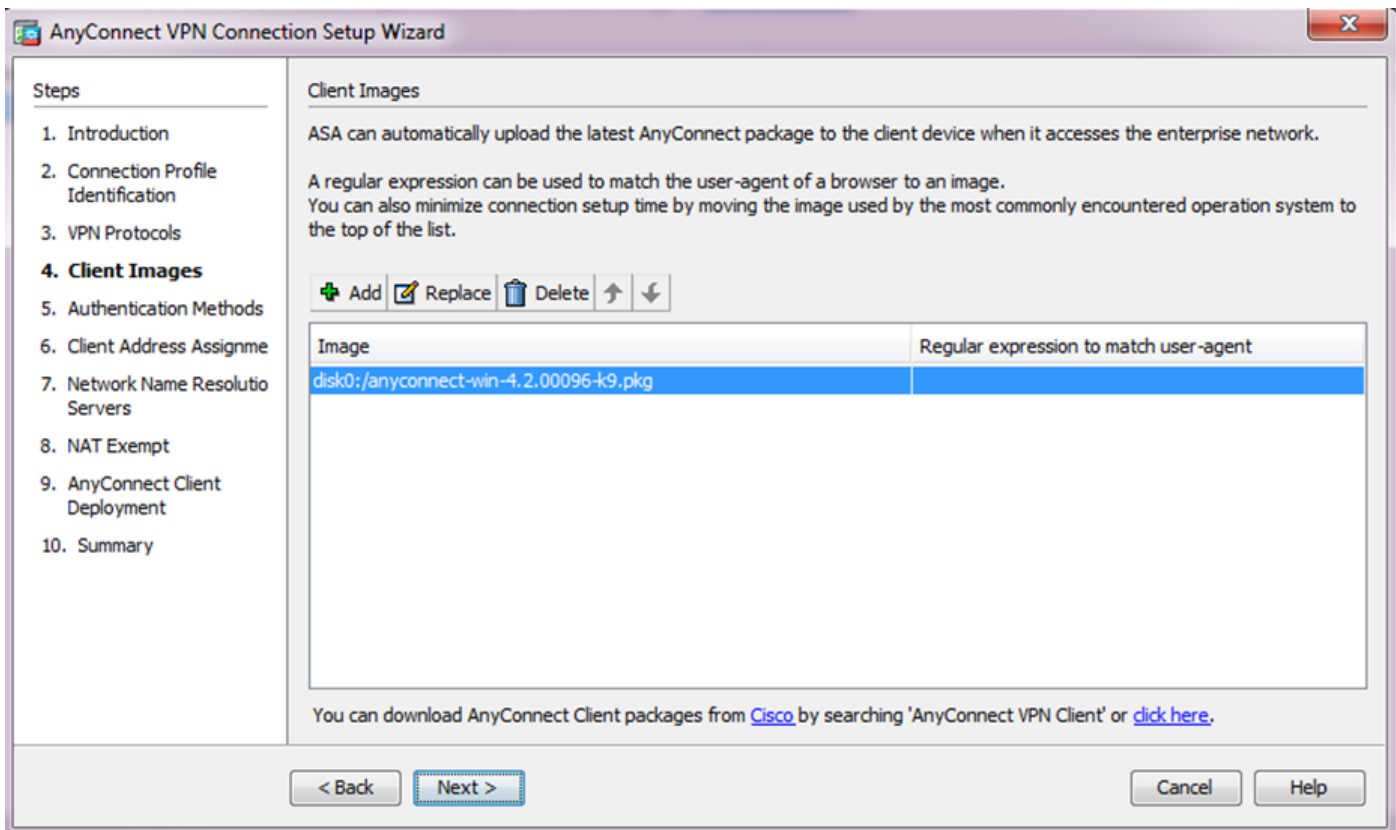 AnyConnect VPN Connection Setup Wizard
Steps
1. Introduction
2. Connection Profile
Identification
3. VPN Protocols
4. Client Images
5. Authentication Methods
6. Client Address Assignme
7. Network Name Resolutio
Servers
8. NAT Exempt
9. AnyConnect Client
Deployment
10. Summary
Client Images
ASA can automatically upload the latest AnyConnect package to the client device when it accesses the enterprise network.
A regular expression can be used to match the user-agent of a browser to an image.
You can also minimize connection setup time by moving the image used by the most commonly encountered operation system to
the top of the list.
Add Replace Delete
Image Regular expression to match user-agent
disk0:/anyconnect-win-4.2.00096-k9.pkg
You can download AnyConnect Client packages from Cisco by searching 'AnyConnect VPN Client' or click here.
< Back Next > Cancel Help